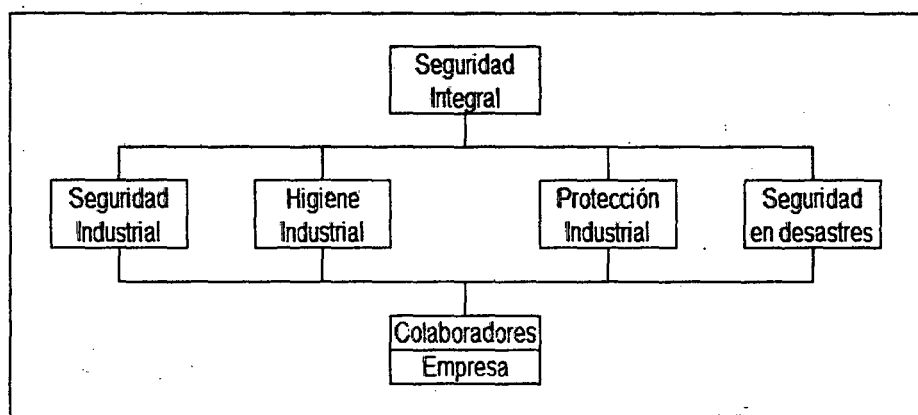 Seguridad
Integral
Seguridad
Industrial
Higiene
Industrial
Protección
Industrial
Seguridad
en desastres
Colaboradores
Empresa